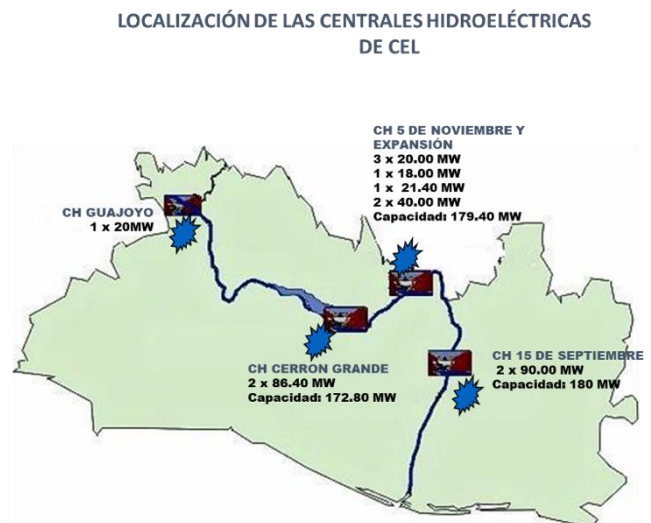 LOCALIZACIÓN DE LAS CENTRALES HIDROELÉCTRICAS
DE CEL
CH 5 DE NOVIEMBRE Y
EXPANSIÓN
3 x 20.00 MW
1 x 18.00 MW
1 x 21.40 MW
2 x 40.00 MW
Capacidad: 179.40 MW
CH GUAJOYO
1 x 20MW
CH CERRON GRANDE
2 x 86.40 MW
Capacidad: 172.80 MW
CH 15 DE SEPTIEMBRE
2 x 90.00 MW
Capacidad: 180 MW